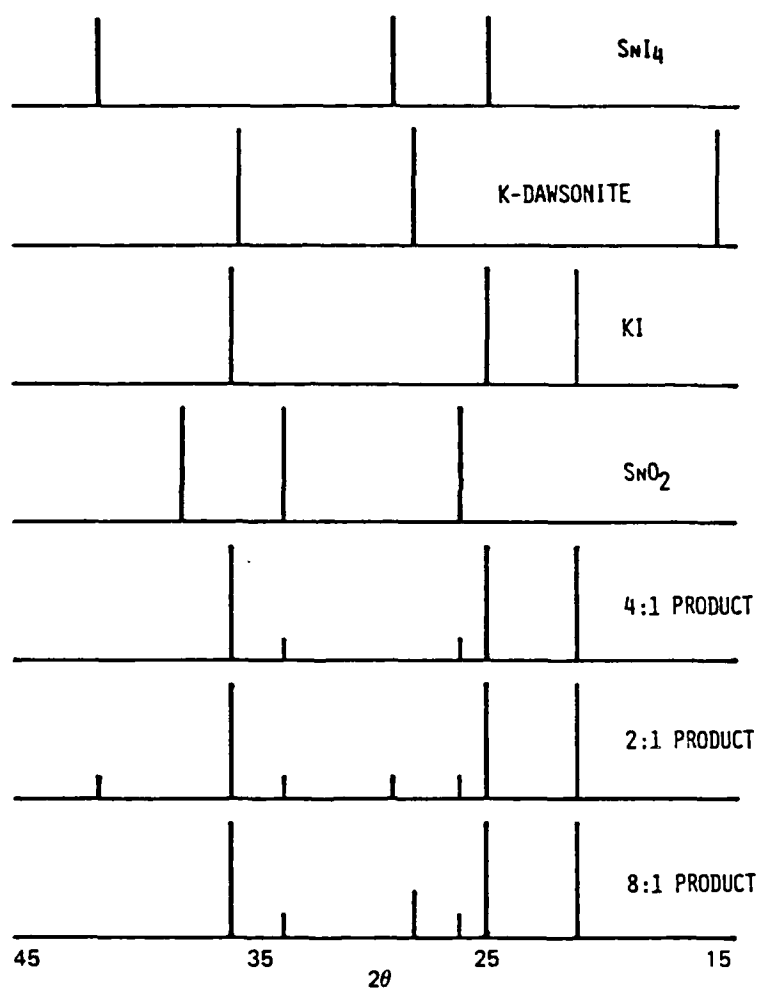 SnI4
K-DAWSONITE
KI
SnO2
4:1 PRODUCT
2:1 PRODUCT
8:1 PRODUCT
45 35 25 15
2θ